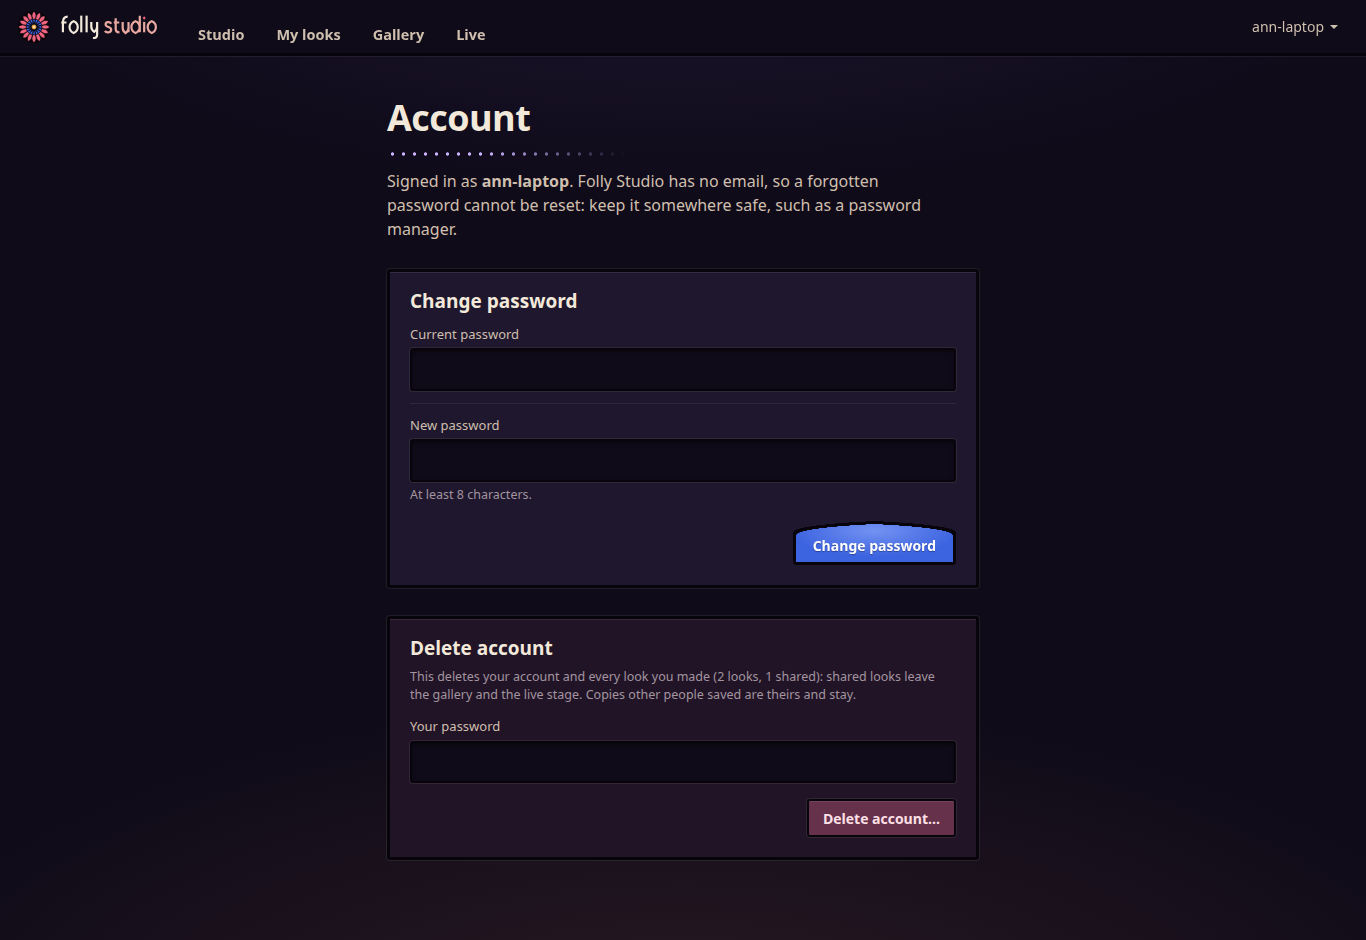 folly studio
Studio
My looks
Gallery
Live
ann-laptop
Account
Signed in as ann-laptop. Folly Studio has no email, so a forgotten
password cannot be reset: keep it somewhere safe, such as a password
manager.
Change password
Current password
New password
At least 8 characters.
Change password
Delete account
This deletes your account and every look you made (2 looks, 1 shared): shared looks leave
the gallery and the live stage. Copies other people saved are theirs and stay.
Your password
Delete account...